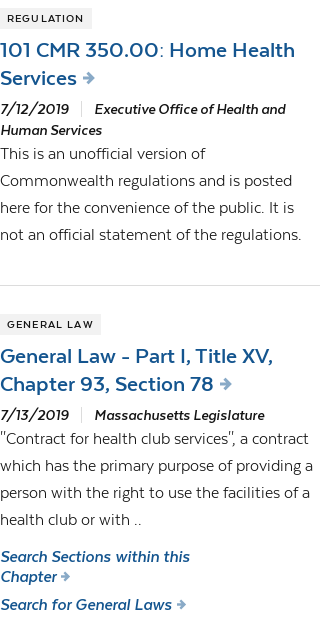 REGULATION
101 CMR 350.00: Home Health
Services
7/12/2019 Executive Office of Health and
Human Services
This is an unofficial version of
Commonwealth regulations and is posted
here for the convenience of the public. It is
not an official statement of the regulations.
GENERAL LAW
General Law - Part I, Title XV,
Chapter 93, Section 78
7/13/2019 Massachusetts Legislature
"Contract for health club services", a contract
which has the primary purpose of providing a
person with the right to use the facilities of a
health club or with ..
Search Sections within this
Chapter
Search for General Laws